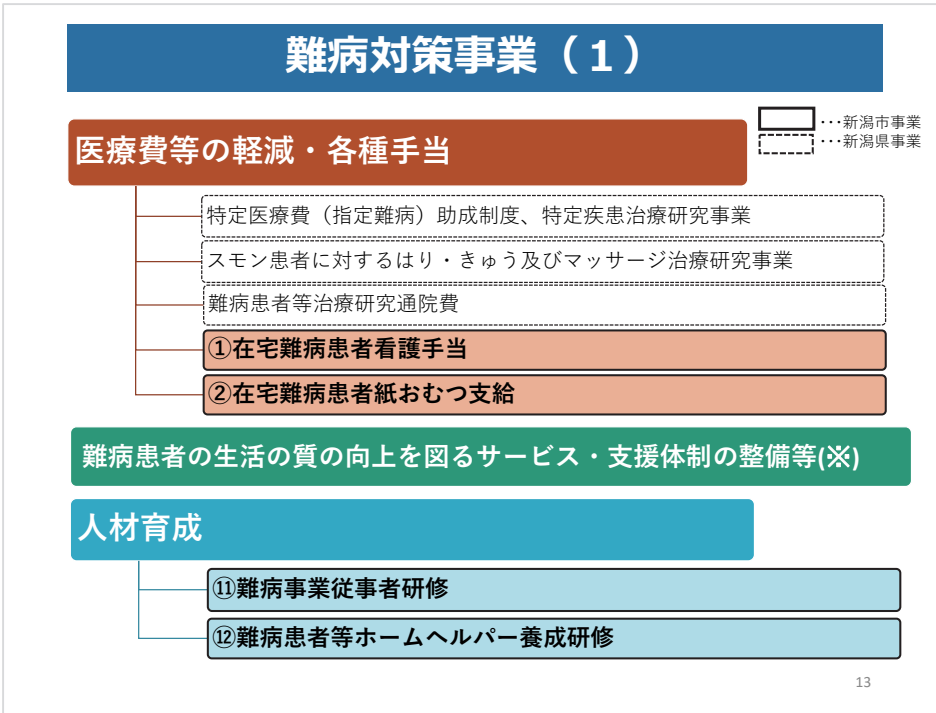 難病対策事業（１）
･･･新潟市事業
･･･新潟県事業
医療費等の軽減・各種手当
特定医療費（指定難病）助成制度、特定疾患治療研究事業
スモン患者に対するはり・きゅう及びマッサージ治療研究事業
難病患者等治療研究通院費
①在宅難病患者看護手当
②在宅難病患者紙おむつ支給
難病患者の生活の質の向上を図るサービス・支援体制の整備等(※)
人材育成
⑪難病事業従事者研修
⑫難病患者等ホームヘルパー養成研修
13